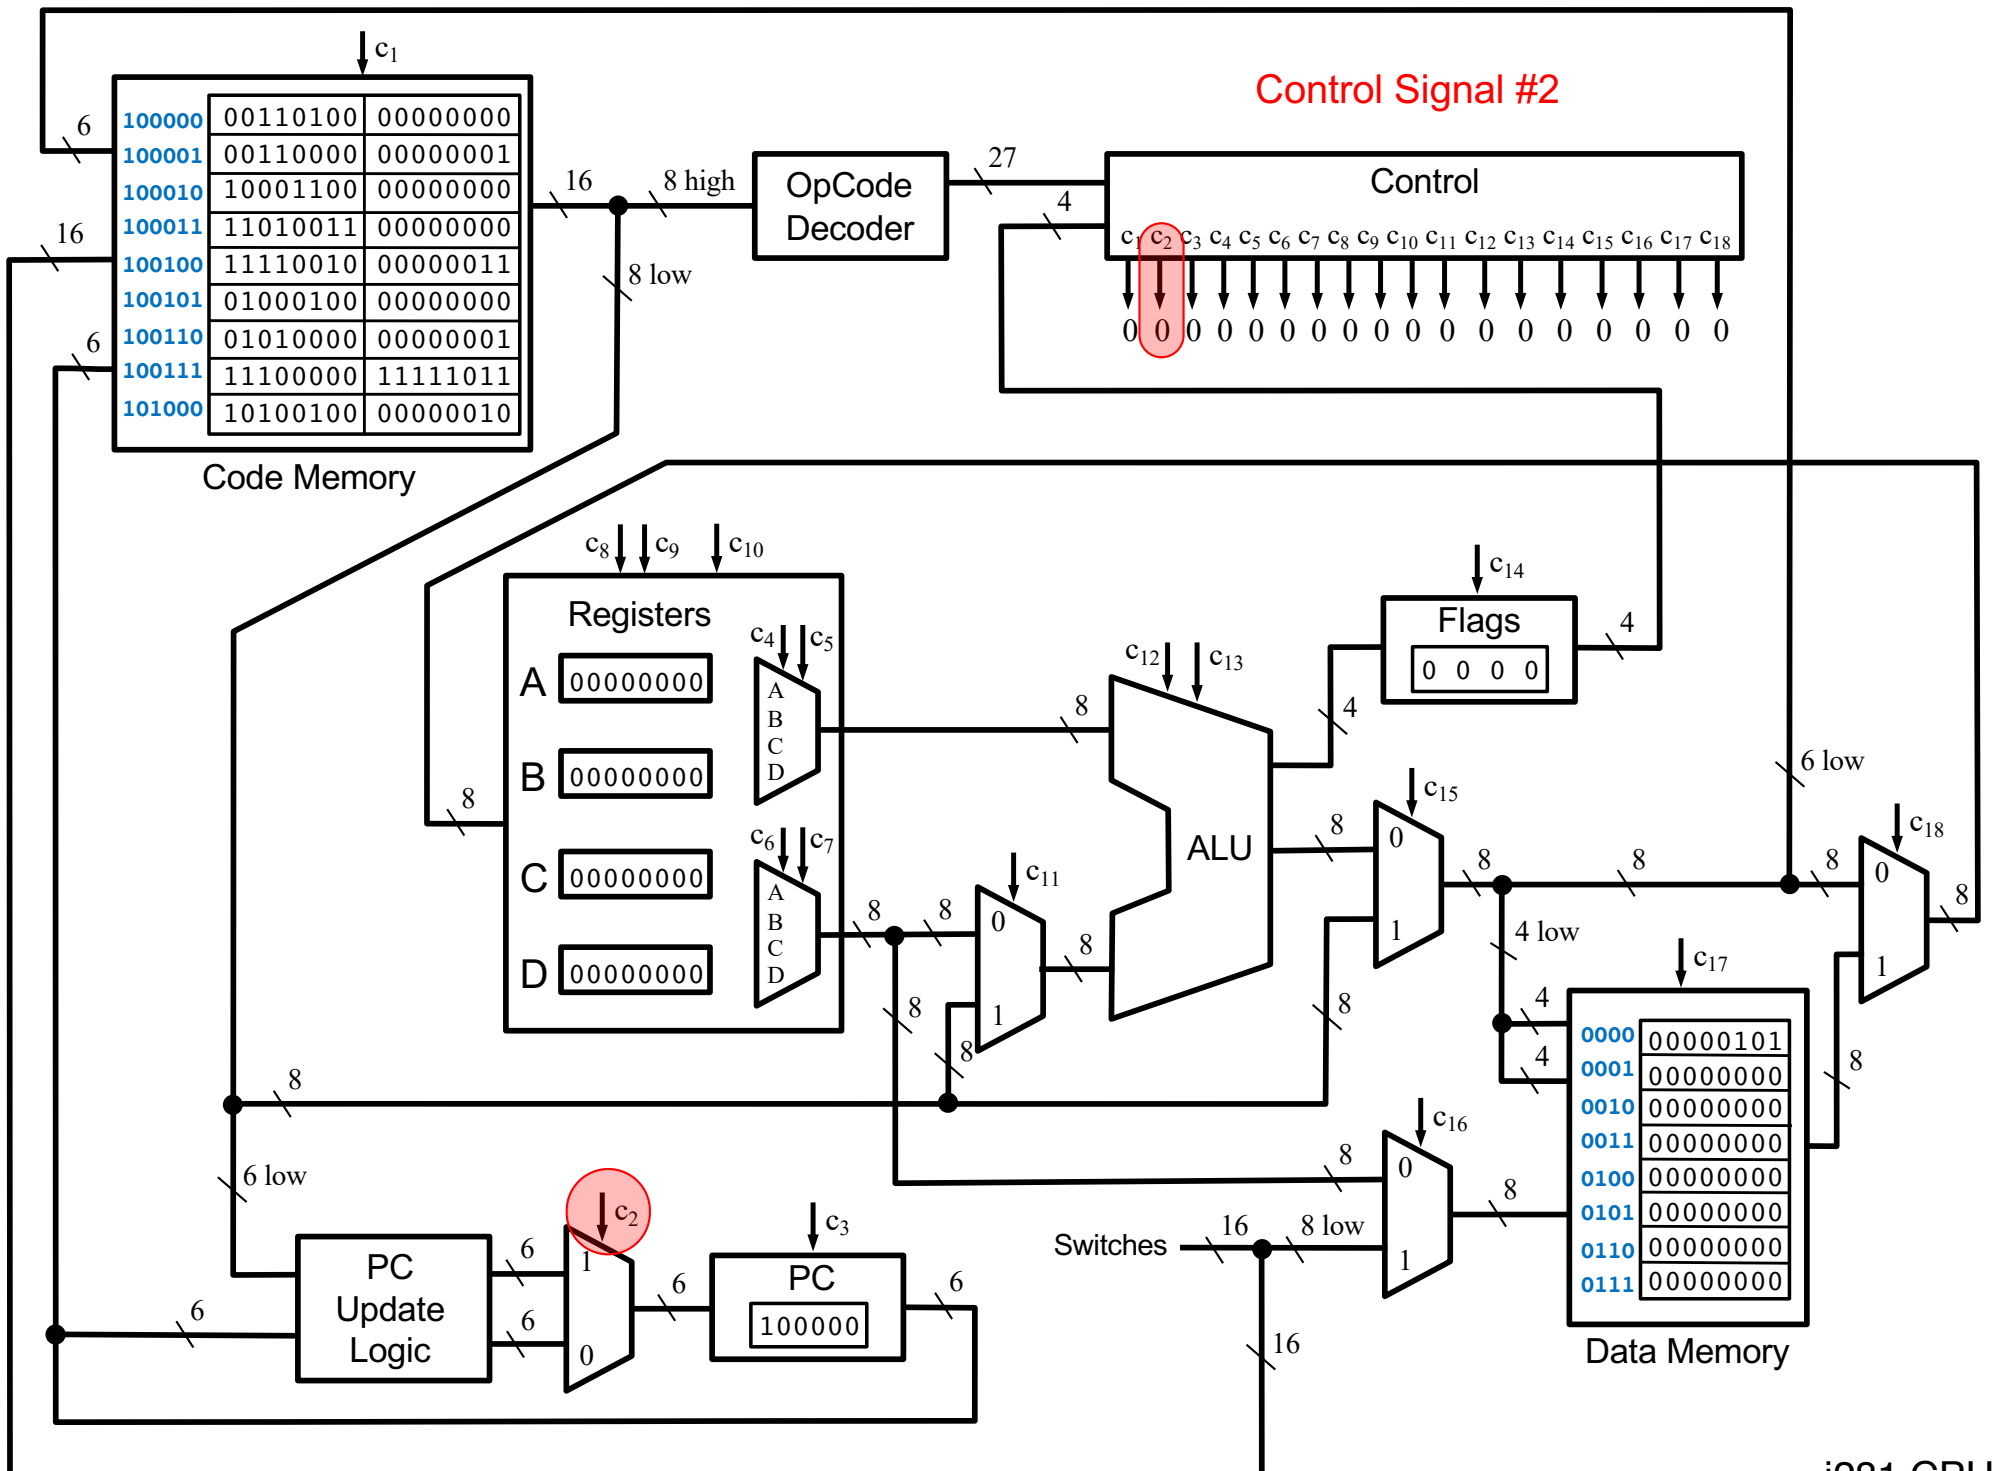 Control Signal #2
c1
100000 00110100 00000000
100001 00110000 00000001
100010 10001100 00000000
100011 11010011 00000000
100100 11110010 00000011
100101 01000100 00000000
100110 01010000 00000001
100111 11100000 11111011
101000 10100100 00000010
Code Memory
6
16
6
16
8 high
8 low
OpCode
Decoder
27
4
Control
c1 c2 c3 c4 c5 c6 c7 c8 c9 c10 c11 c12 c13 c14 c15 c16 c17 c18
0 0 0 0 0 0 0 0 0 0 0 0 0 0 0 0 0 0
c8 c9 c10
Registers
A 00000000
B 00000000
C 00000000
D 00000000
c4 c5
A
B
C
D
c6 c7
A
B
C
D
8
8
8
8
8
c11
0
1
8
8
8
c12 c13
ALU
c14
Flags
0 0 0 0
4
4
8
c15
0
1
8
8
8
4 low
6 low
8
c18
0
1
8
8
c17
4
4
0000 00000101
0001 00000000
0010 00000000
0011 00000000
0100 00000000
0101 00000000
0110 00000000
0111 00000000
Data Memory
c16
0
1
8
8
Switches
16
8 low
16
6 low
6
PC
Update
Logic
6
6
c2
1
0
6
c3
PC
100000
6